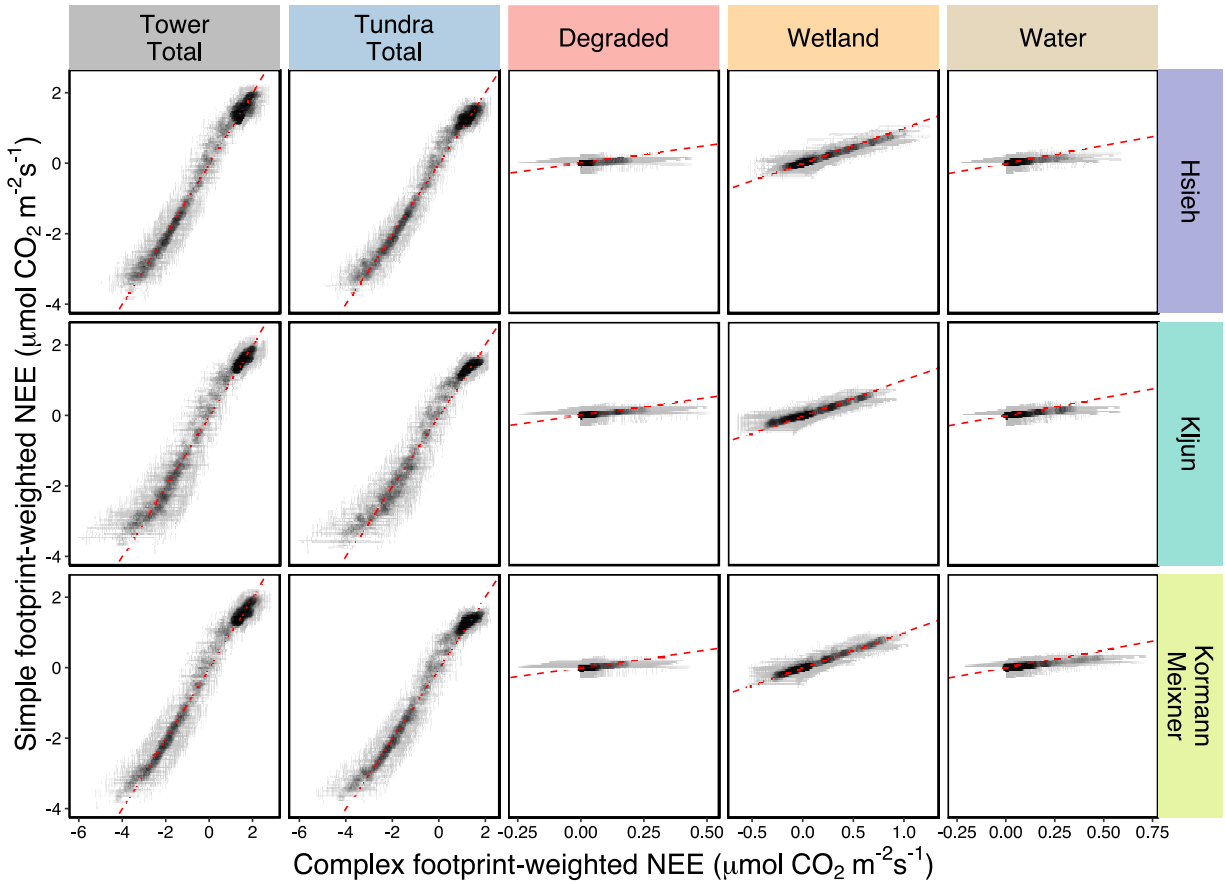 Tower
Total
Tundra
Total
Degraded
Wetland
Water
Simple footprint-weighted NEE (μmol CO₂ m⁻²s⁻¹)
2
0
-2
-4
Hsieh
2
0
-2
-4
Kljun
2
0
-2
-4
Kormann
Meixner
-6 -4 -2 0 2
-6 -4 -2 0 2
-0.25 0.00 0.25 0.50
-0.5 0.0 0.5 1.0
-0.25 0.00 0.25 0.50 0.75
Complex footprint-weighted NEE (μmol CO₂ m⁻²s⁻¹)